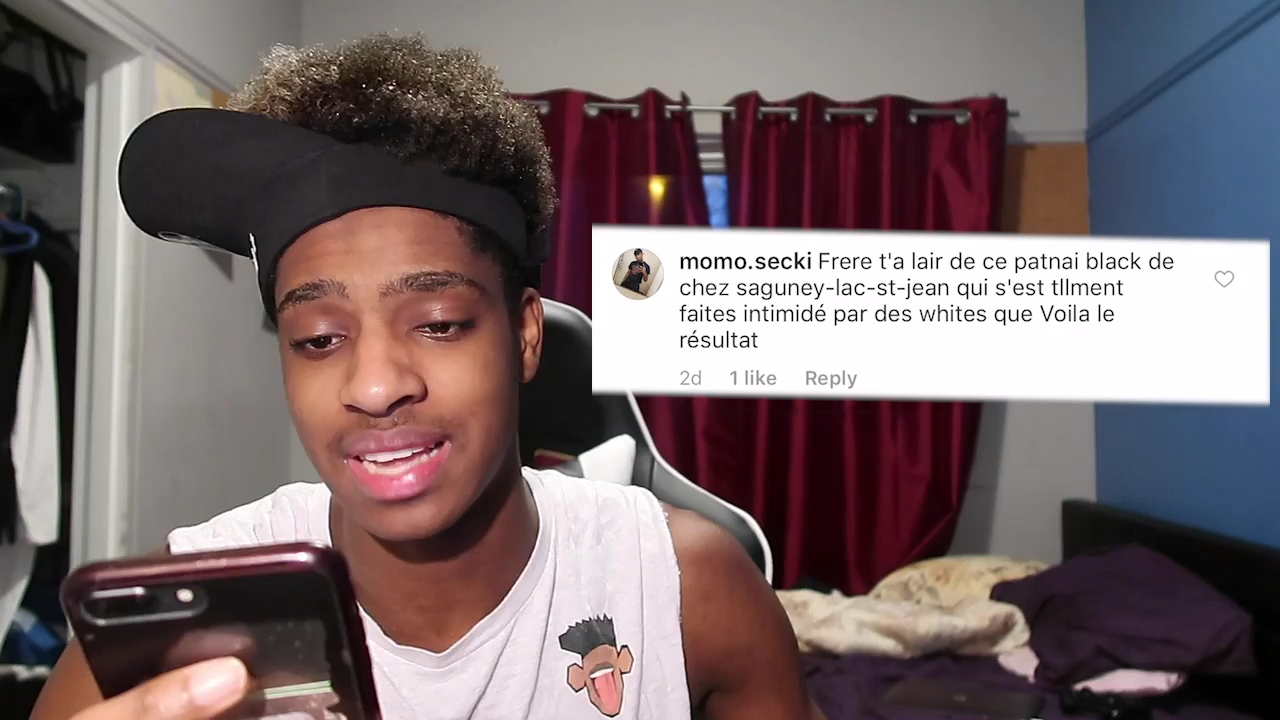 momo.secki Frere t'a lair de ce patnai black de
chez saguney-lac-st-jean qui s'est tllment
faites intimidé par des whites que Voila le
résultat
2d 1 like Reply